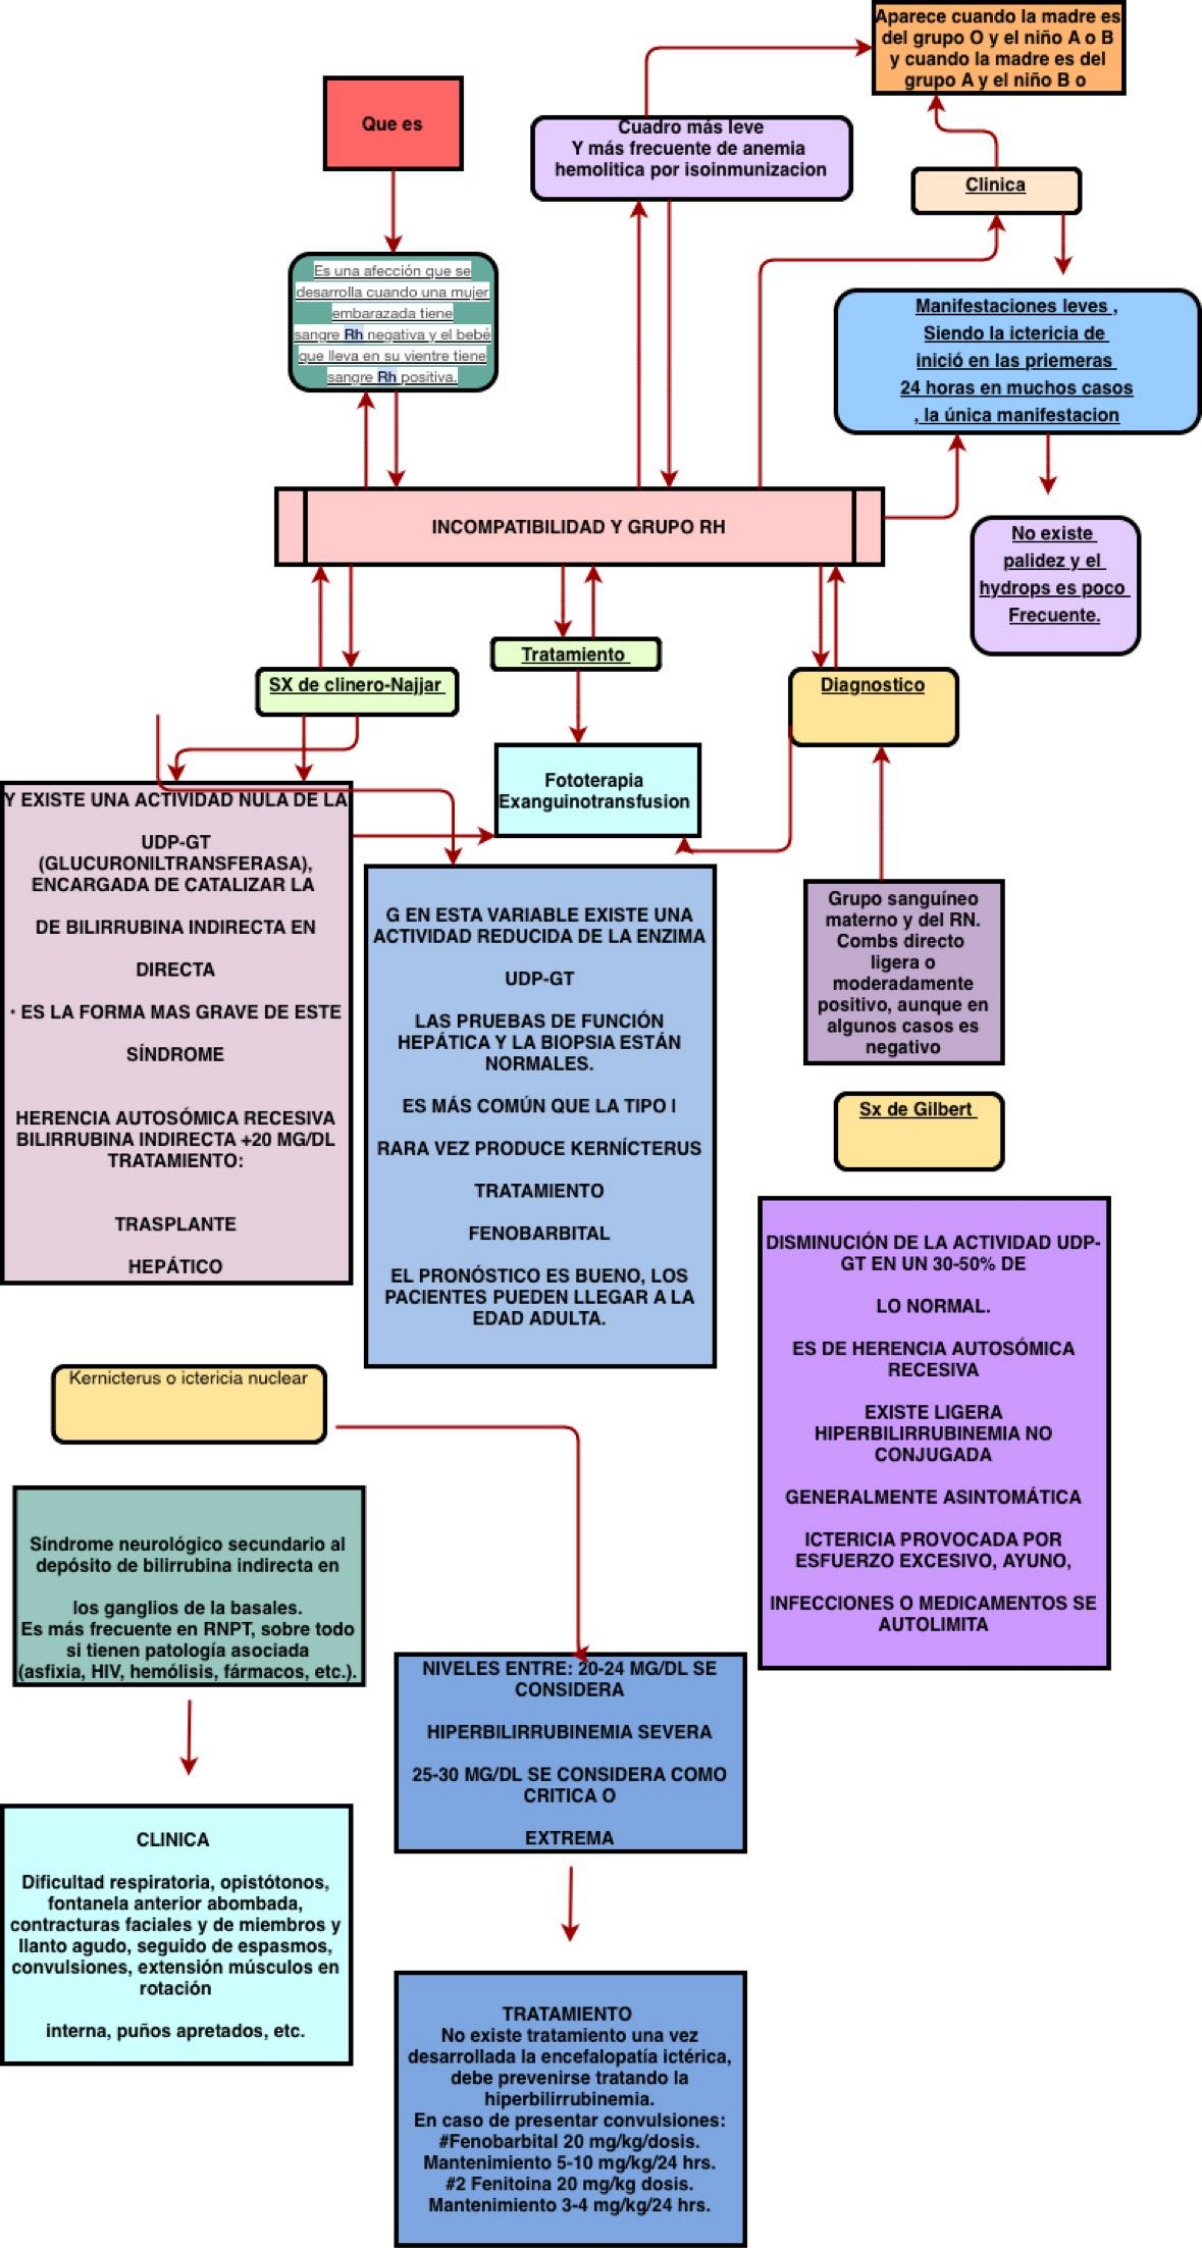 Aparece cuando la madre es
del grupo O y el niño A o B
y cuando la madre es del
grupo A y el niño B o
Que es
Cuadro más leve
Y más frecuente de anemia
hemolitica por isoinmunizacion
Clinica
Es una afección que se
desarrolla cuando una mujer
embarazada tiene
sangre Rh negativa y el bebé
que lleva en su vientre tiene
sangre Rh positiva.
Manifestaciones leves ,
Siendo la ictericia de
inició en las priemeras
24 horas en muchos casos
, la única manifestacion
INCOMPATIBILIDAD Y GRUPO RH
No existe
palidez y el
hydrops es poco
Frecuente.
SX de clinero-Najjar
Tratamiento
Diagnostico
Fototerapia
Exanguinotransfusion
Y EXISTE UNA ACTIVIDAD NULA DE LA
UDP-GT
(GLUCURONILTRANSFERASA),
ENCARGADA DE CATALIZAR LA
DE BILIRRUBINA INDIRECTA EN
DIRECTA
· ES LA FORMA MAS GRAVE DE ESTE
SÍNDROME
HERENCIA AUTOSÓMICA RECESIVA
BILIRRUBINA INDIRECTA +20 MG/DL
TRATAMIENTO:
TRASPLANTE
HEPÁTICO
G EN ESTA VARIABLE EXISTE UNA
ACTIVIDAD REDUCIDA DE LA ENZIMA
UDP-GT
LAS PRUEBAS DE FUNCIÓN
HEPÁTICA Y LA BIOPSIA ESTÁN
NORMALES.
ES MÁS COMÚN QUE LA TIPO I
RARA VEZ PRODUCE KERNÍCTERUS
TRATAMIENTO
FENOBARBITAL
EL PRONÓSTICO ES BUENO, LOS
PACIENTES PUEDEN LLEGAR A LA
EDAD ADULTA.
Grupo sanguíneo
materno y del RN.
Combs directo
ligera o
moderadamente
positivo, aunque en
algunos casos es
negativo
Sx de Gilbert
DISMINUCIÓN DE LA ACTIVIDAD UDP-
GT EN UN 30-50% DE
LO NORMAL.
ES DE HERENCIA AUTOSÓMICA
RECESIVA
EXISTE LIGERA
HIPERBILIRRUBINEMIA NO
CONJUGADA
GENERALMENTE ASINTOMÁTICA
ICTERICIA PROVOCADA POR
ESFUERZO EXCESIVO, AYUNO,
INFECCIONES O MEDICAMENTOS SE
AUTOLIMITA
Kernicterus o ictericia nuclear
Síndrome neurológico secundario al
depósito de bilirrubina indirecta en
los ganglios de la basales.
Es más frecuente en RNPT, sobre todo
si tienen patología asociada
(asfixia, HIV, hemólisis, fármacos, etc.).
NIVELES ENTRE: 20-24 MG/DL SE
CONSIDERA
HIPERBILIRRUBINEMIA SEVERA
25-30 MG/DL SE CONSIDERA COMO
CRITICA O
EXTREMA
CLINICA
Dificultad respiratoria, opistótonos,
fontanela anterior abombada,
contracturas faciales y de miembros y
llanto agudo, seguido de espasmos,
convulsiones, extensión músculos en
rotación
interna, puños apretados, etc.
TRATAMIENTO
No existe tratamiento una vez
desarrollada la encefalopatía ictérica,
debe prevenirse tratando la
hiperbilirrubinemia.
En caso de presentar convulsiones:
#Fenobarbital 20 mg/kg/dosis.
Mantenimiento 5-10 mg/kg/24 hrs.
#2 Fenitoina 20 mg/kg dosis.
Mantenimiento 3-4 mg/kg/24 hrs.